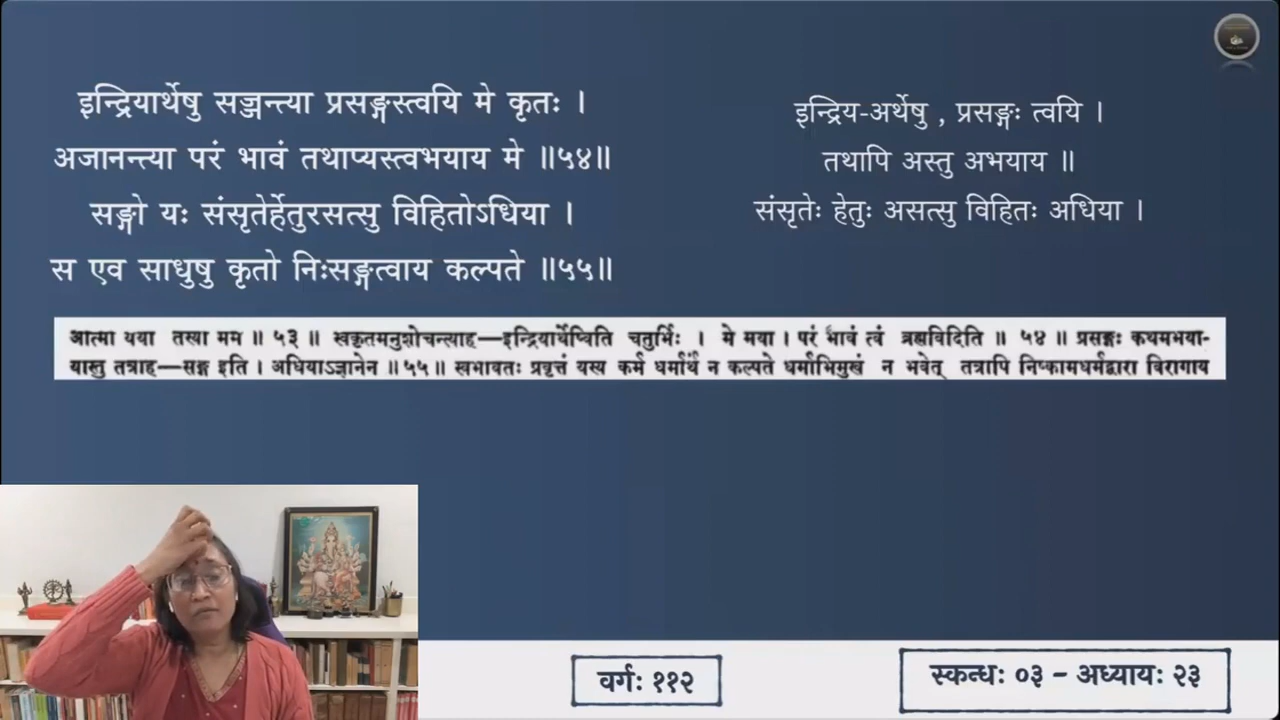 इन्द्रियार्थेषु सज्जन्त्या प्रसङ्गस्त्वयि मे कृतः ।
अजानन्त्या परं भावं तथाप्यस्त्वभयाय मे ॥५४॥
सङ्गो यः संसृतेर्हेतुरसत्सु विहितोऽधिया ।
स एव साधुषु कृतो निःसङ्गत्वाय कल्पते ॥५५॥
इन्द्रिय-अर्थेषु , प्रसङ्गः त्वयि ।
तथापि अस्तु अभयाय ॥
संसृतेः हेतुः असत्सु विहितः अधिया ।
आत्मा यया तस्या मम ॥ ५३ ॥ स्वकृतमनुशोचन्त्याह—इन्द्रियार्थेष्विति चतुर्भिः । मे मया । परं भावं त्वं ब्रह्मविदिति ॥ ५४ ॥ प्रसङ्गः कथमभया-
यास्तु तत्राह—सङ्ग इति । अधियाऽज्ञानेन ॥ ५५ ॥ स्वभावतः प्रवृत्तं यस्य कर्म धर्मार्थं न कल्पते धर्माभिमुखं न भवेत् तत्रापि निष्कामधर्मद्वारा विरागाय
वर्गः ११२
स्कन्धः ०३ - अध्यायः २३